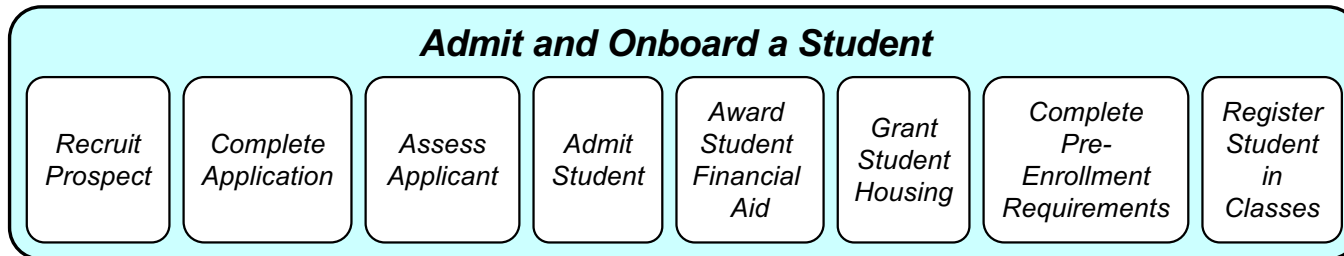 Admit and Onboard a Student
Recruit
Prospect
Complete
Application
Assess
Applicant
Admit
Student
Award
Student
Financial
Aid
Grant
Student
Housing
Complete
Pre-
Enrollment
Requirements
Register
Student
in
Classes